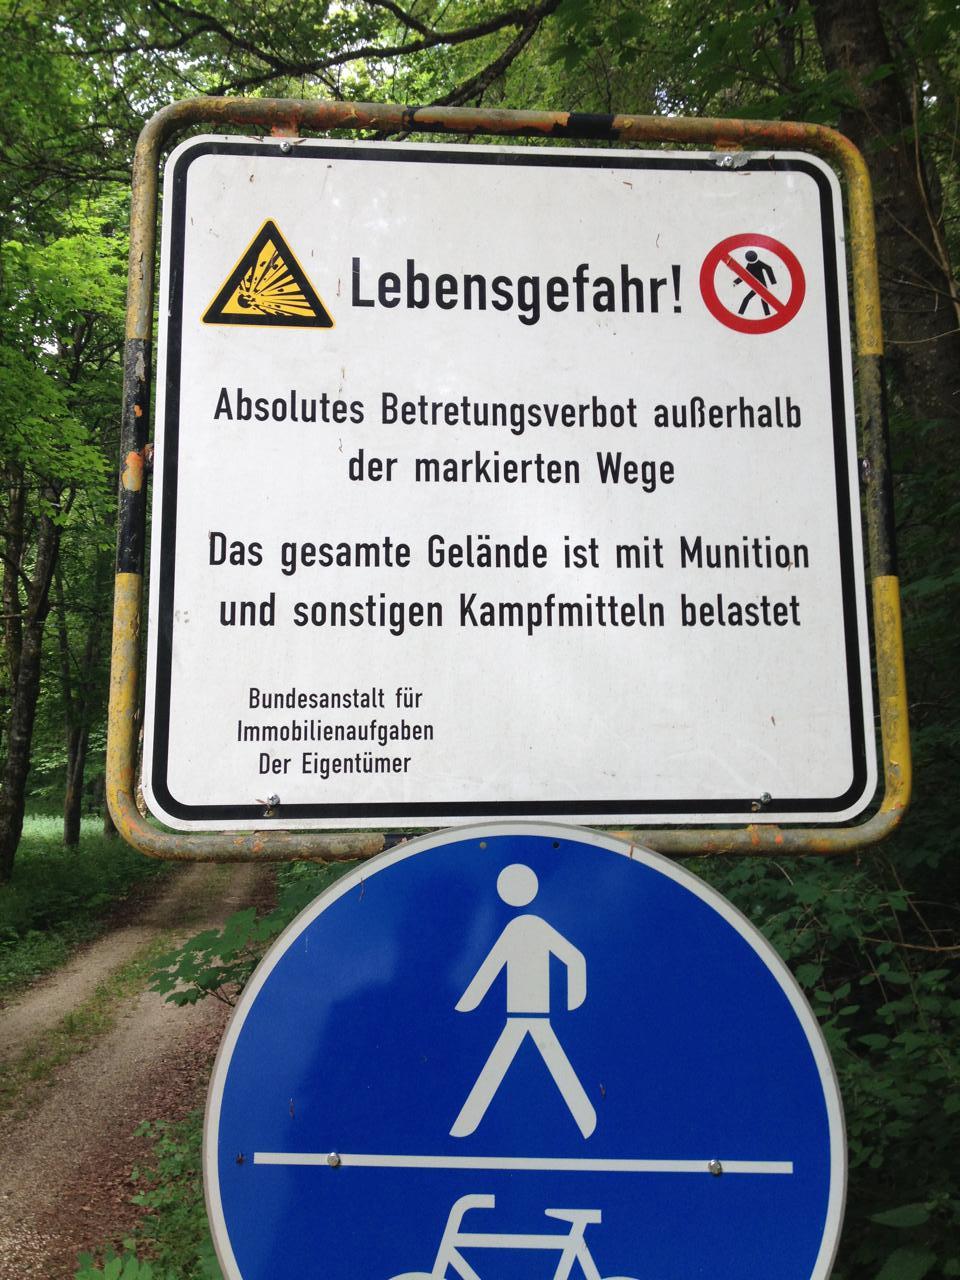 Lebensgefahr!
Absolutes Betretungsverbot außerhalb
der markierten Wege
Das gesamte Gelände ist mit Munition
und sonstigen Kampfmitteln belastet
Bundesanstalt für
Immobilienaufgaben
Der Eigentümer